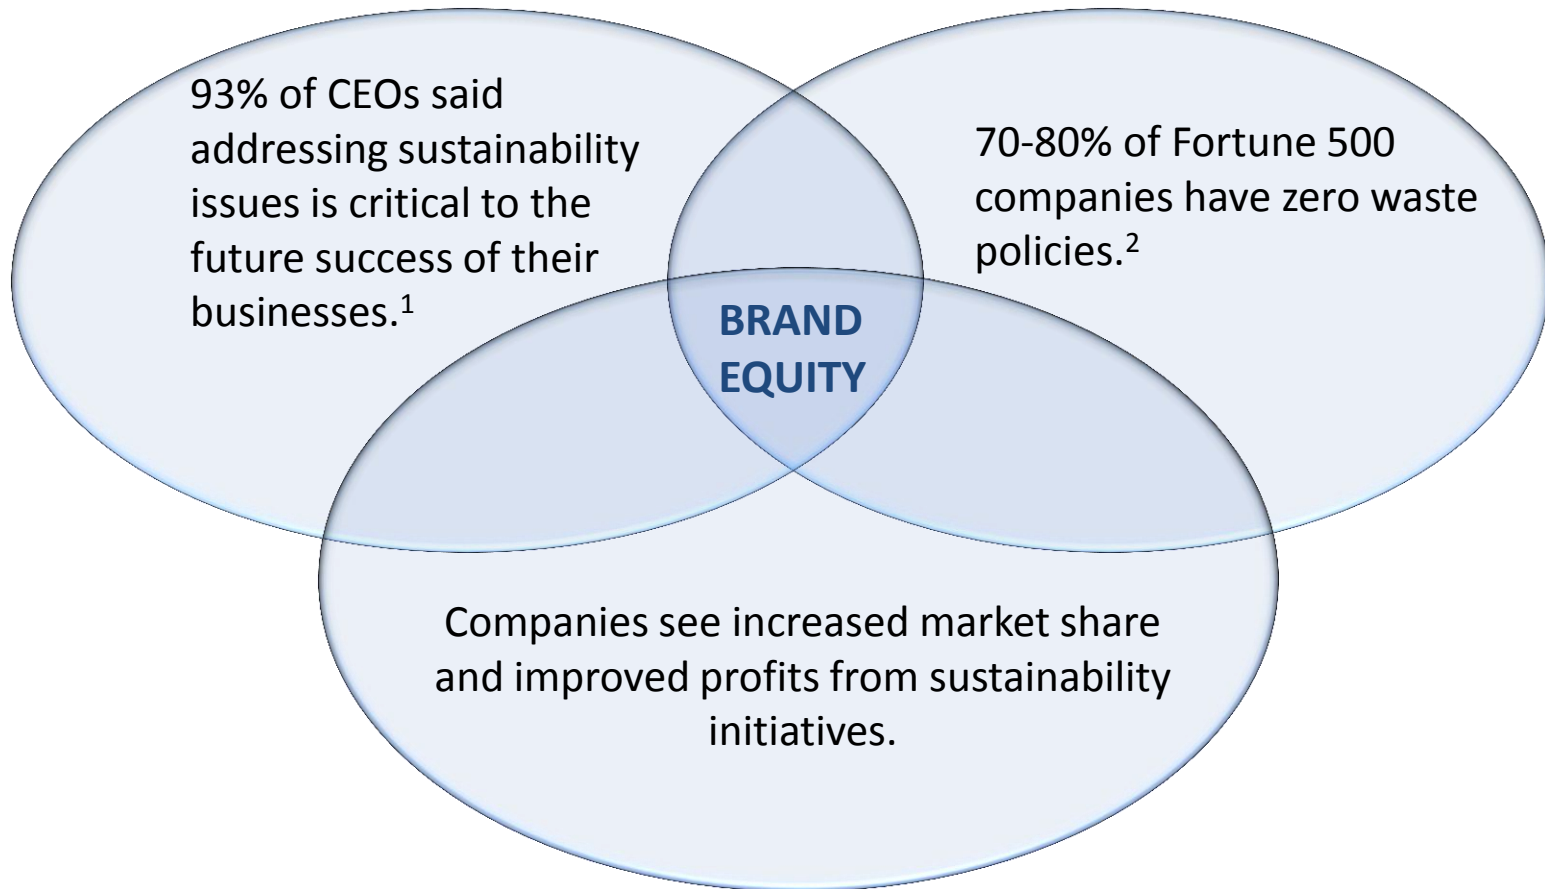 93% of CEOs said
addressing sustainability
issues is critical to the
future success of their
businesses.¹
70-80% of Fortune 500
companies have zero waste
policies.²
BRAND
EQUITY
Companies see increased market share
and improved profits from sustainability
initiatives.